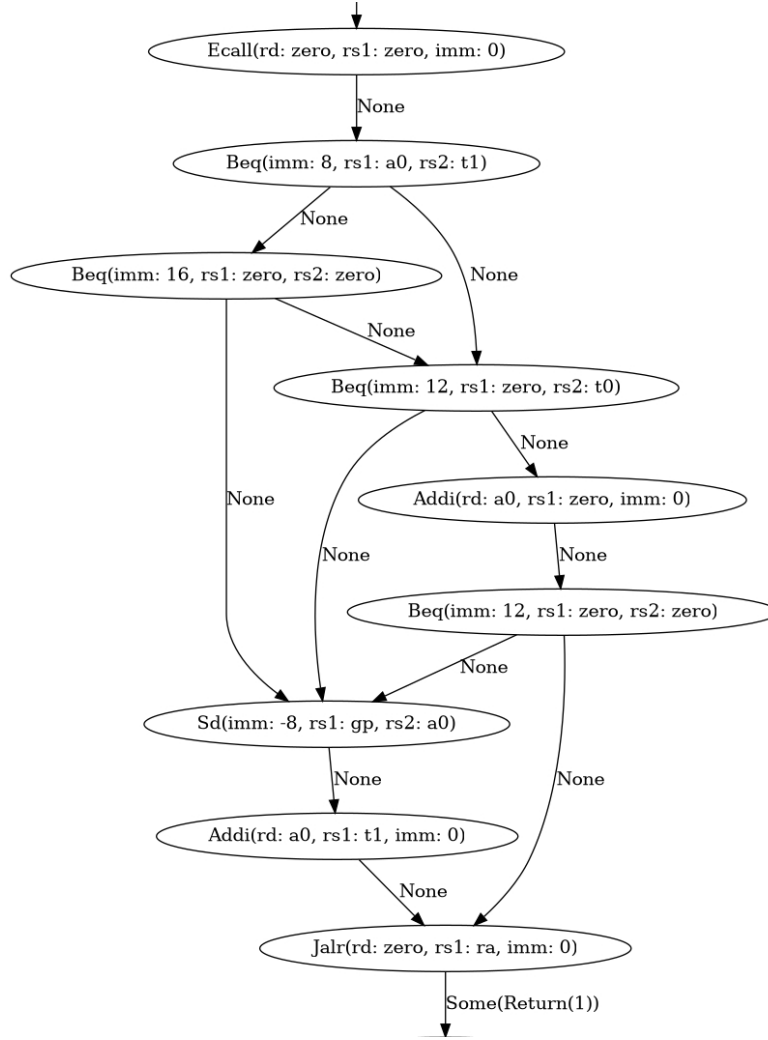 Ecall(rd: zero, rs1: zero, imm: 0)
None
Beq(imm: 8, rs1: a0, rs2: t1)
None
Beq(imm: 16, rs1: zero, rs2: zero)
None
None
Beq(imm: 12, rs1: zero, rs2: t0)
None
Addi(rd: a0, rs1: zero, imm: 0)
None
None
None
Beq(imm: 12, rs1: zero, rs2: zero)
None
Sd(imm: -8, rs1: gp, rs2: a0)
None
None
Addi(rd: a0, rs1: t1, imm: 0)
None
Jalr(rd: zero, rs1: ra, imm: 0)
Some(Return(1))